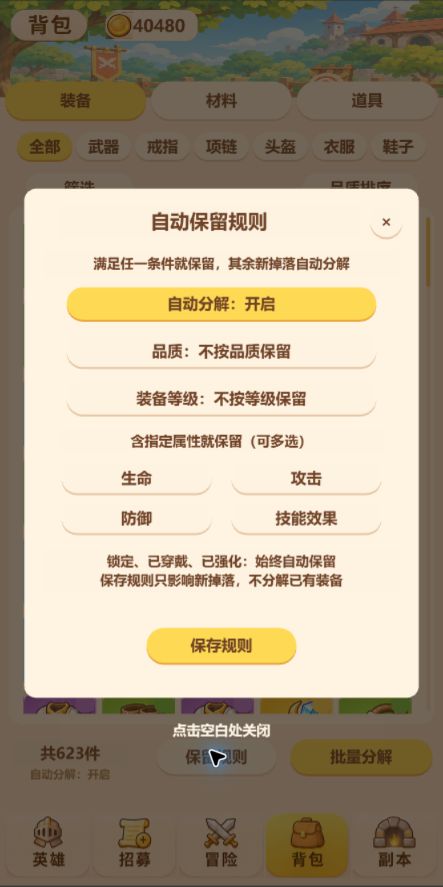 背包
40480
装备 材料 道具
全部 武器 戒指 项链 头盔 衣服 鞋子
筛选 品质排序
自动保留规则
×
满足任一条件就保留，其余新掉落自动分解
自动分解：开启
品质：不按品质保留
装备等级：不按等级保留
含指定属性就保留（可多选）
生命 攻击
防御 技能效果
锁定、已穿戴、已强化：始终自动保留
保存规则只影响新掉落，不分解已有装备
保存规则
点击空白处关闭
共623件
自动分解：开启
保留规则
批量分解
英雄 招募 冒险 背包 副本